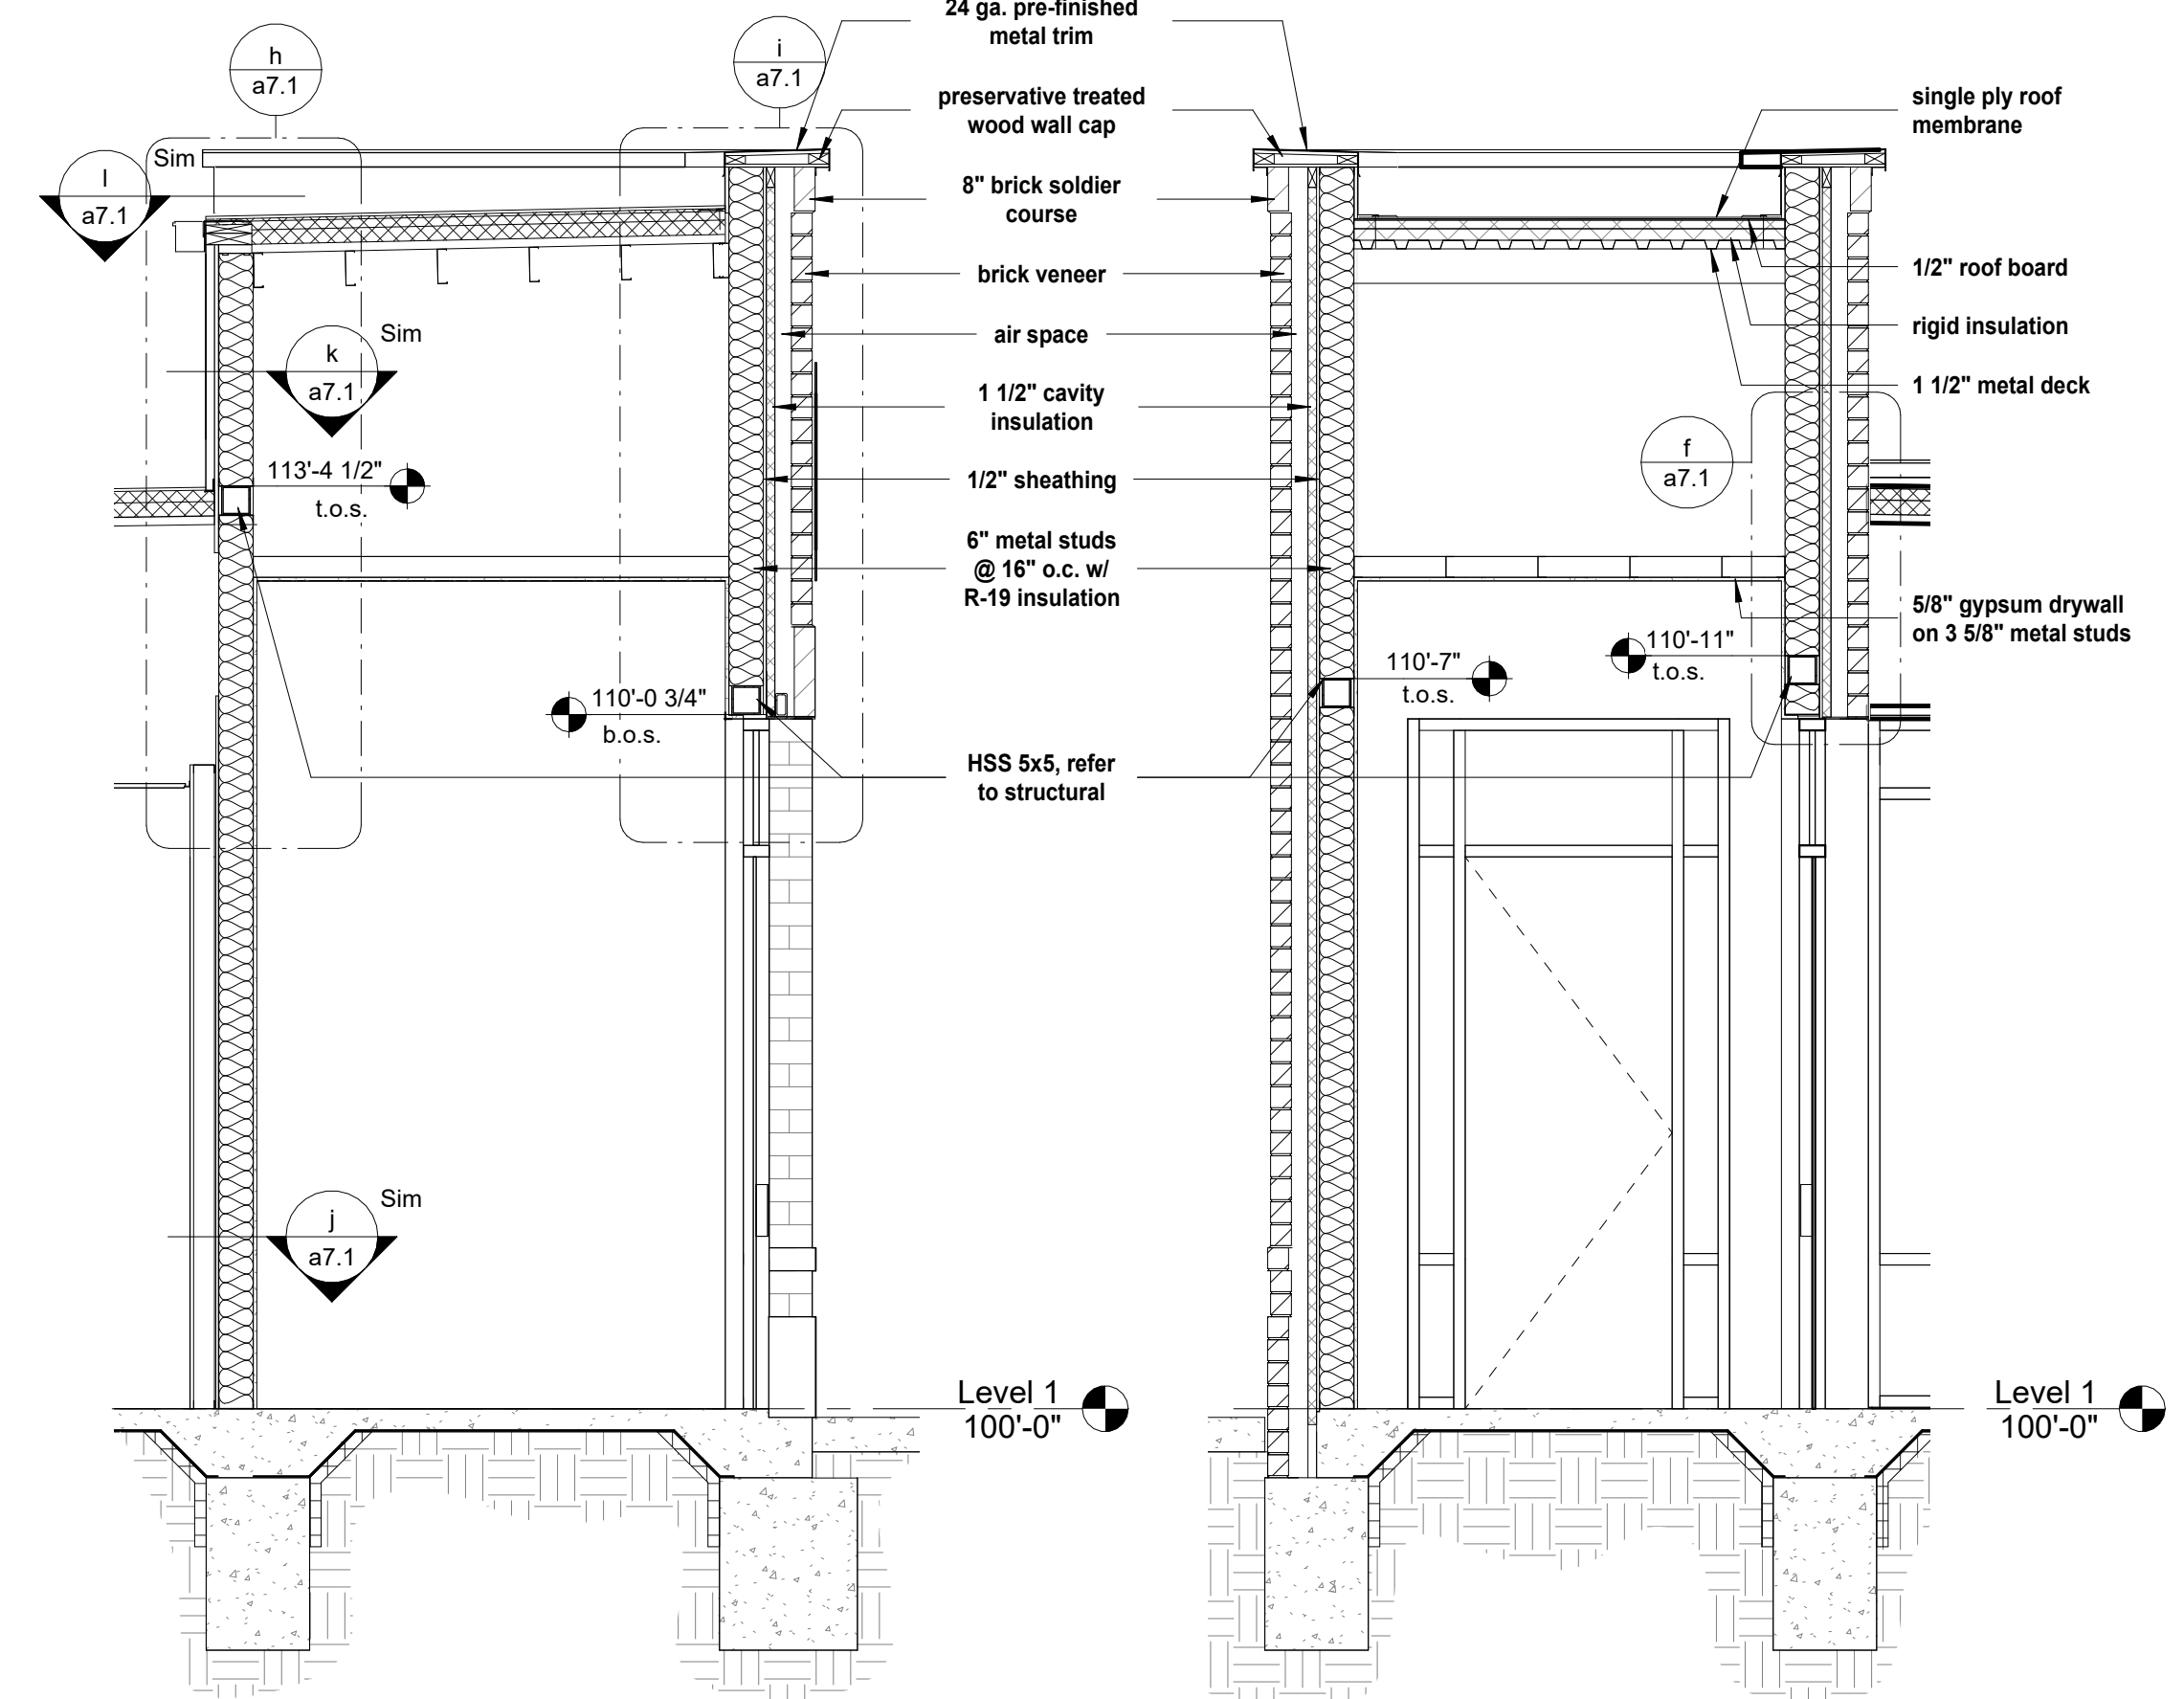 24 ga. pre-finished
metal trim
h
a7.1
i
a7.1
preservative treated
wood wall cap
single ply roof
membrane
Sim
l
a7.1
8" brick soldier
course
brick veneer
1/2" roof board
air space
rigid insulation
Sim
k
a7.1
1 1/2" cavity
insulation
1 1/2" metal deck
f
a7.1
113'-4 1/2"
t.o.s.
1/2" sheathing
6" metal studs
@ 16" o.c. w/
R-19 insulation
5/8" gypsum drywall
on 3 5/8" metal studs
110'-11"
t.o.s.
110'-7"
t.o.s.
110'-0 3/4"
b.o.s.
HSS 5x5, refer
to structural
Sim
j
a7.1
Level 1
100'-0"
Level 1
100'-0"